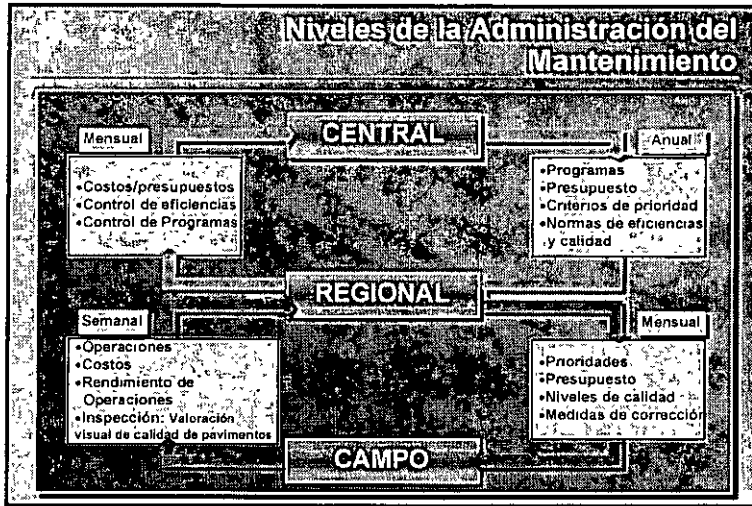 Niveles de la Administración del
Mantenimiento
CENTRAL
Mensual
•Costos/presupuestos
•Control de eficiencias
•Control de Programas
Anual
•Programas
•Presupuesto
•Criterios de prioridad
•Normas de eficiencias
y calidad
REGIONAL
Semanal
•Operaciones
•Costos
•Rendimiento de
Operaciones
•Inspección: Valoración
visual de calidad de pavimentos
Mensual
•Prioridades
•Presupuesto
•Niveles de calidad
•Medidas de corrección
CAMPO